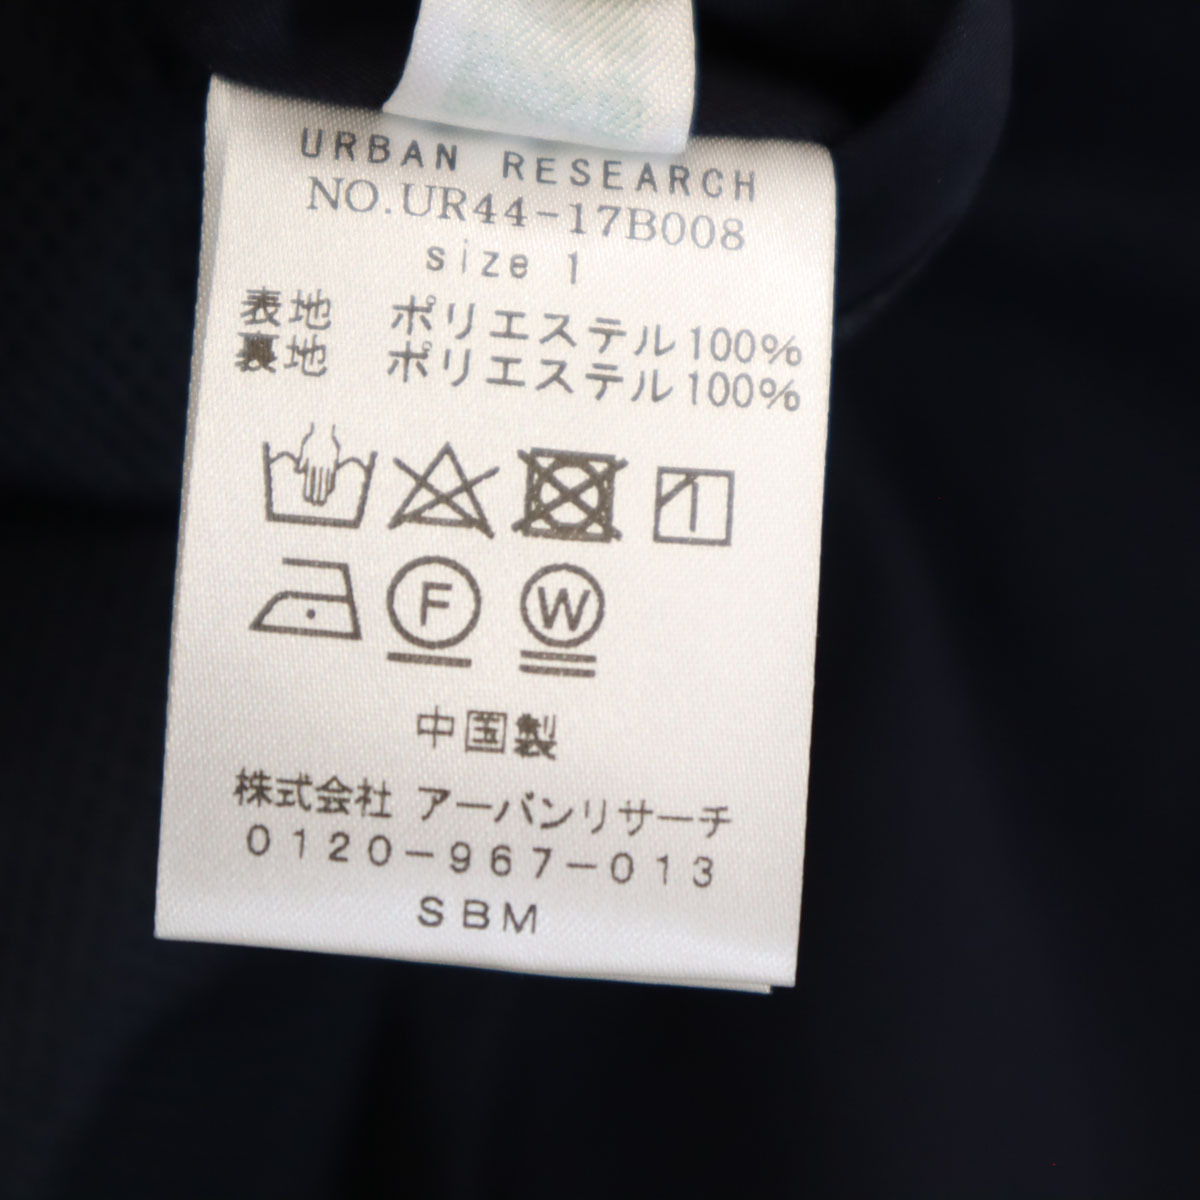 URBAN RESEARCH
NO.UR44-17B008
size 1
表地 ポリエステル100%
裏地 ポリエステル100%
F W
中国製
株式会社 アーバンリサーチ
0120-967-013
SBM